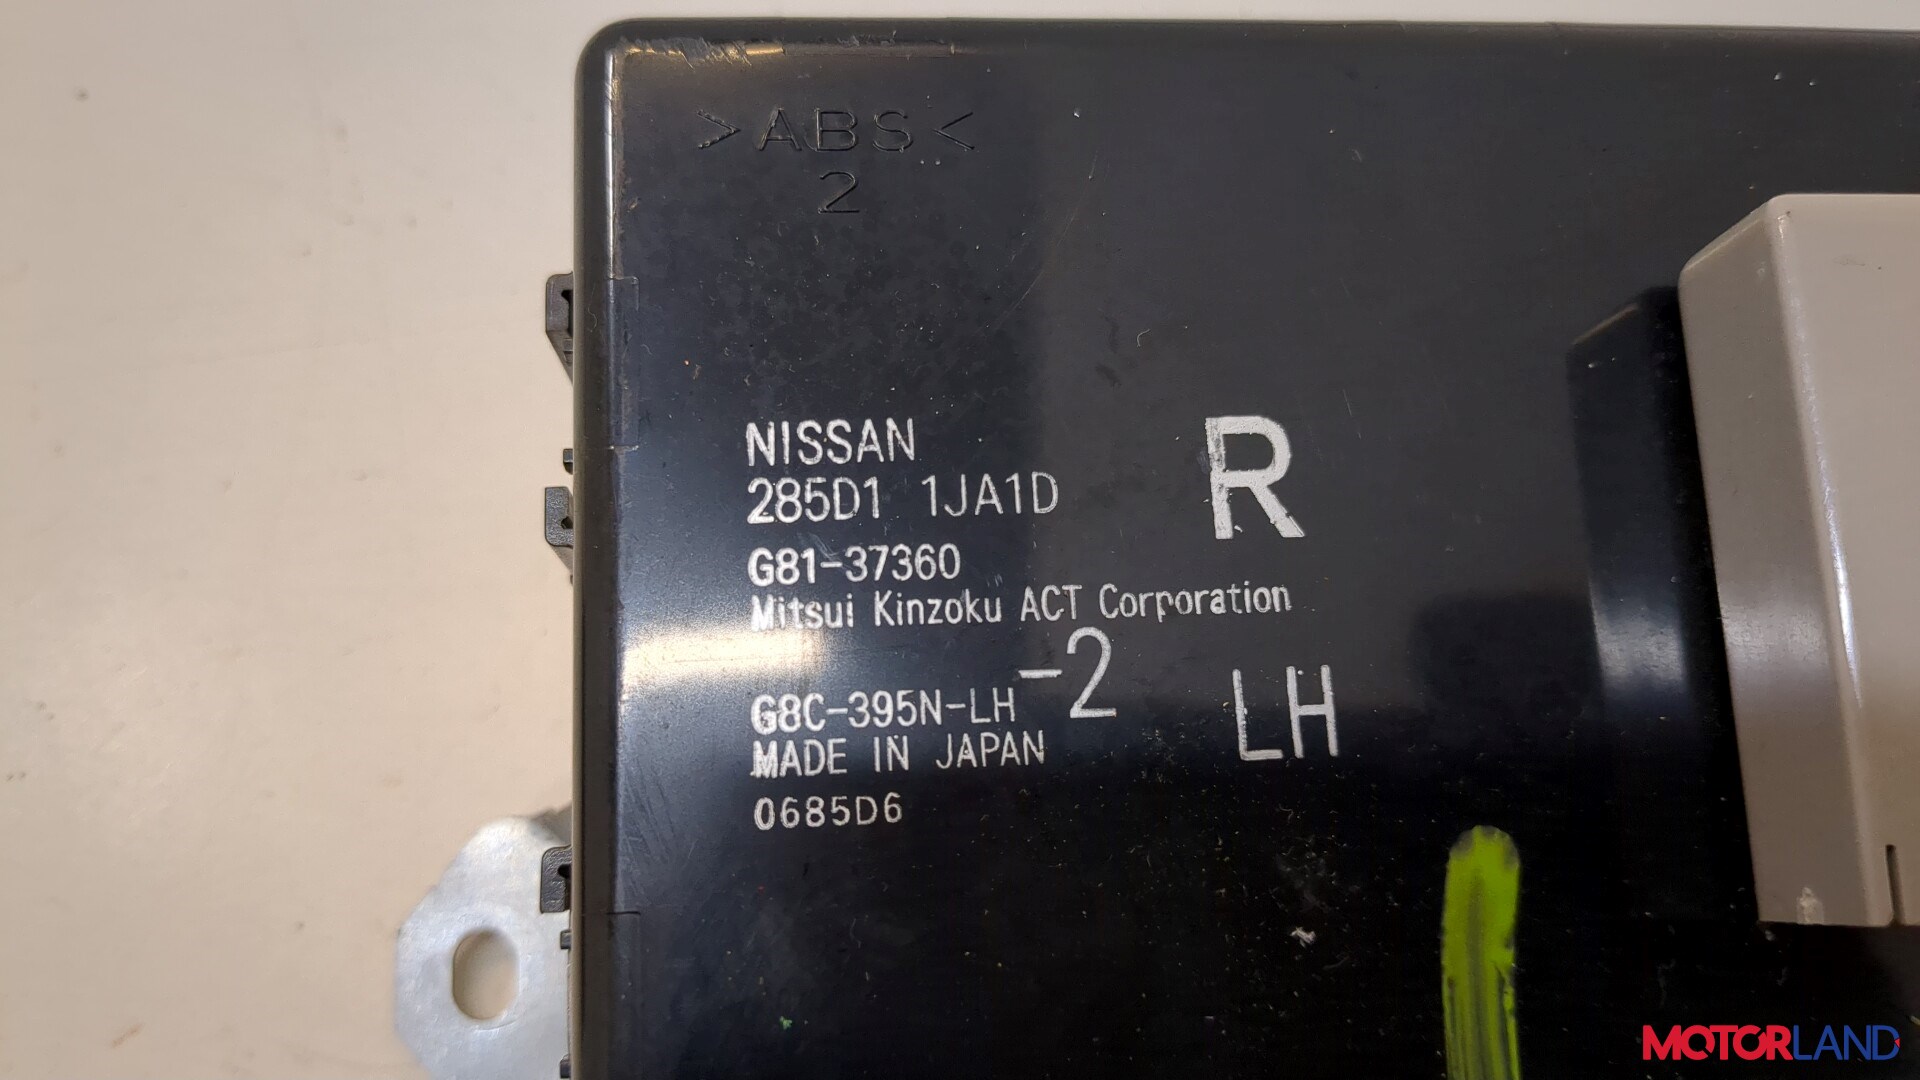 >ABS<
2
NISSAN
285D1 1JA1D
R
G81-37360
Mitsui Kinzoku ACT Corporation
G8C-395N-LH -2
LH
MADE IN JAPAN
0685D6
MOTORLAND